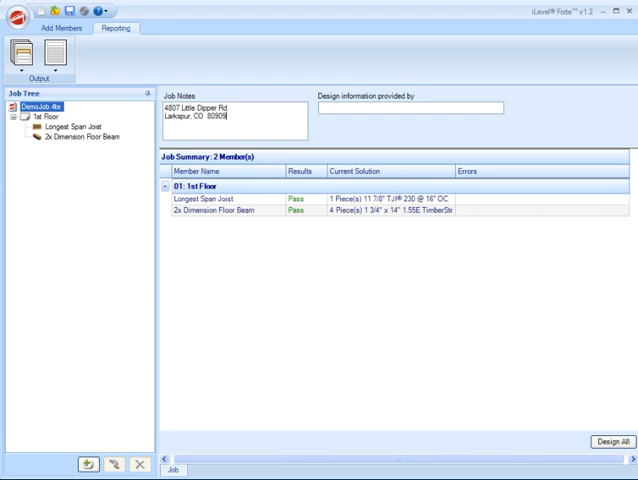 iLevel® Forte™ v1.2
Add Members Reporting
Output
Job Tree
DemoJob.4te
1st Floor
Longest Span Joist
2x Dimension Floor Beam
Job Notes
4807 Little Dipper Rd.
Larkspur, CO 80909
Design information provided by
Job Summary: 2 Member(s)
Member Name Results Current Solution Errors
01: 1st Floor
Longest Span Joist Pass 1 Piece(s) 11 7/8" TJI® 230 @ 16" OC
2x Dimension Floor Beam Pass 4 Piece(s) 1 3/4" x 14" 1.55E TimberStr
Design All
Job